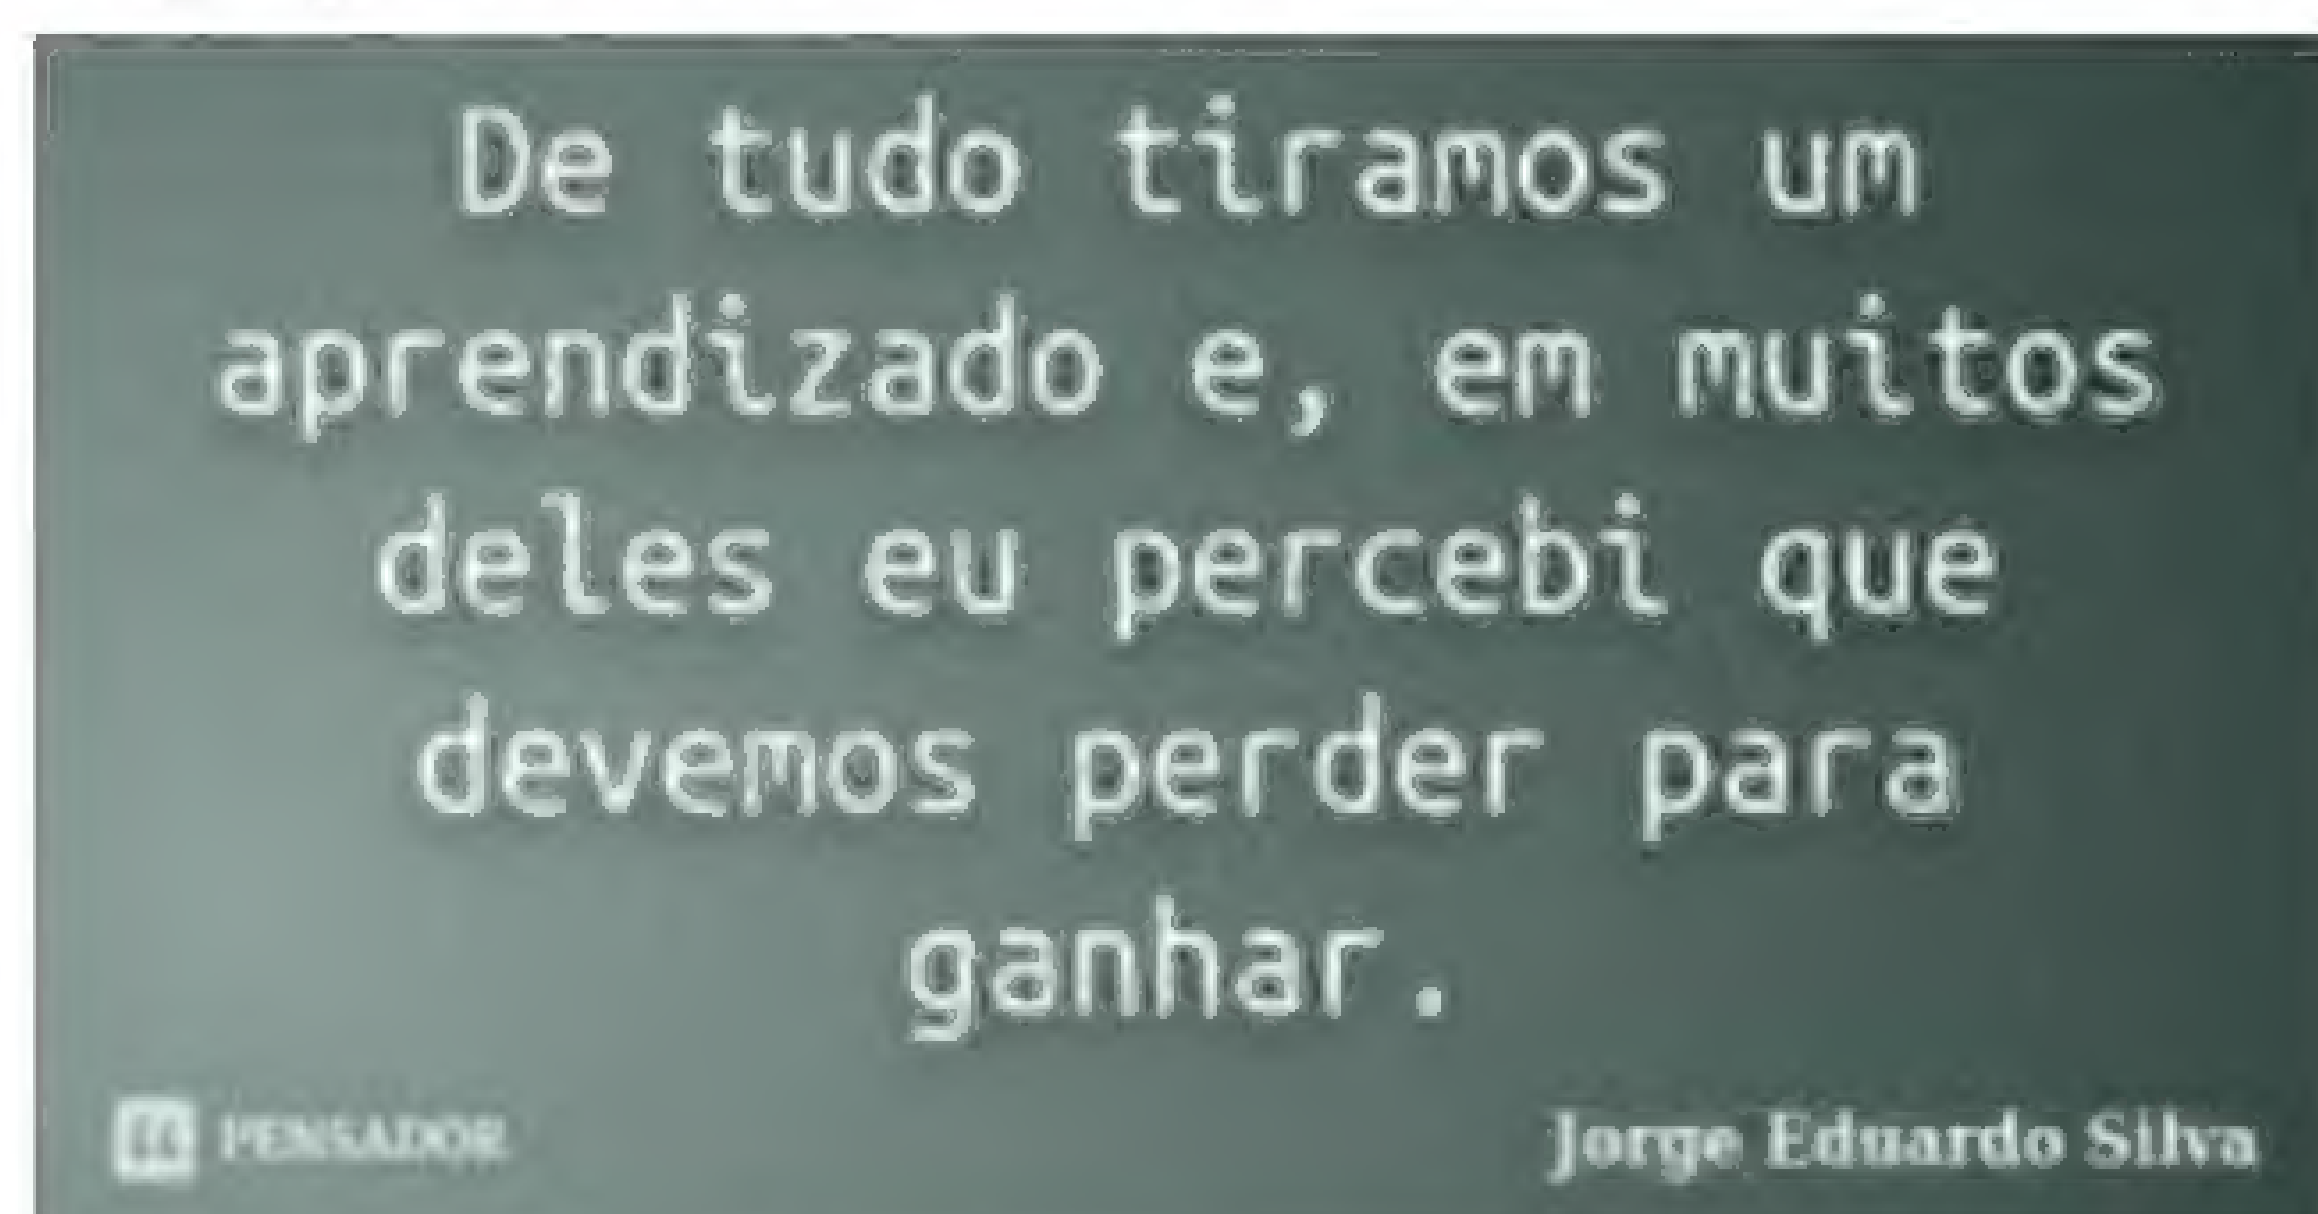 De tudo tiramos um
aprendizado e, em muitos
deles eu percebi que
devemos perder para
ganhar.
PENSADOR
Jorge Eduardo Silva